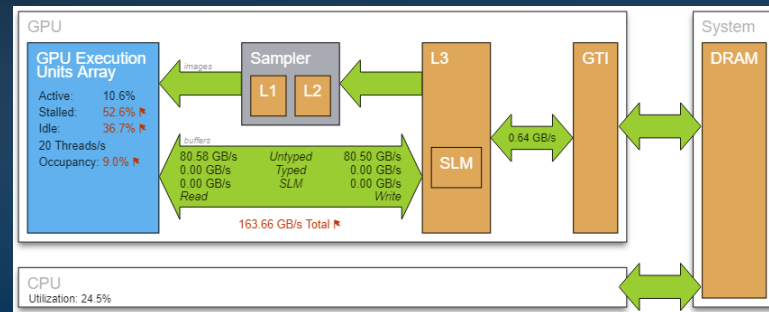 GPU
System
GPU Execution
Units Array
Active: 10.6%
Stalled: 52.6%
Idle: 36.7%
20 Threads/s
Occupancy: 9.0%
images
Sampler
L1 L2
L3
SLM
GTI
DRAM
0.64 GB/s
buffers
80.58 GB/s Untyped 80.50 GB/s
0.00 GB/s Typed 0.00 GB/s
0.00 GB/s SLM 0.00 GB/s
Read Write
163.66 GB/s Total
CPU
Utilization: 24.5%